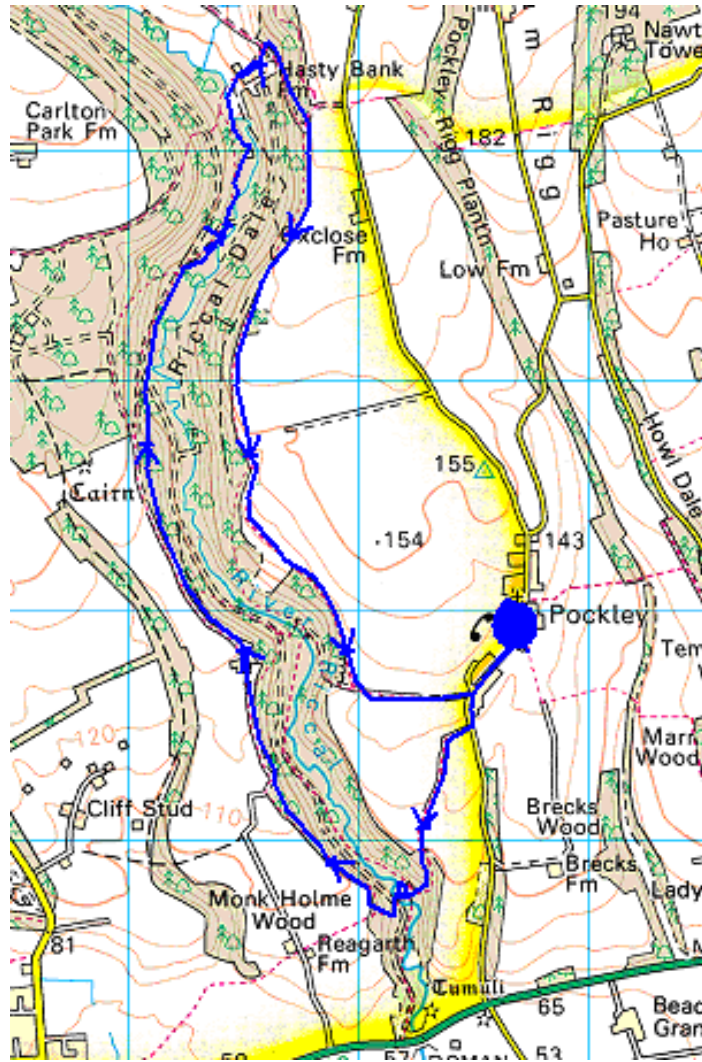 194
Nawt
Towe
Pockley Rigg Plantn
m Rigg
Hasty Bank
Fm
Carlton
Park Fm
182
Pasture
Ho
Exclose
Fm
Low Fm
Riccal Dale
Howl Dale
155
Cairn
154
143
River Riccal
Pockley
Tem
120
Marr
Wood
110
Cliff Stud
Brecks
Wood
Brecks
Fm
Lady
Monk Holme
Wood
81
Reagarth
Fm
Tumuli
65
Beac
Gran
57
ROMAN
53